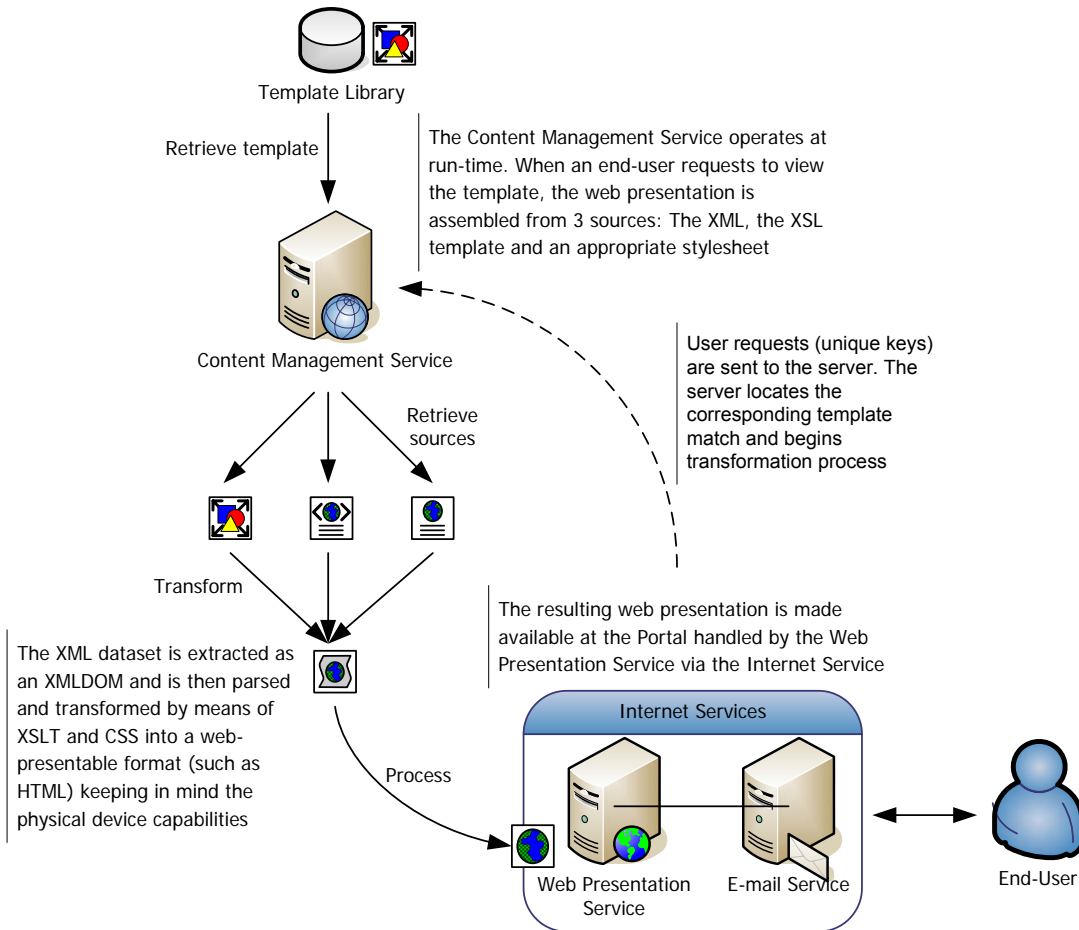 Template Library
Retrieve template
The Content Management Service operates at
run-time. When an end-user requests to view
the template, the web presentation is
assembled from 3 sources: The XML, the XSL
template and an appropriate stylesheet
Content Management Service
User requests (unique keys)
are sent to the server. The
server locates the
corresponding template
match and begins
transformation process
Retrieve
sources
Transform
The XML dataset is extracted as
an XMLDOM and is then parsed
and transformed by means of
XSLT and CSS into a web-
presentable format (such as
HTML) keeping in mind the
physical device capabilities
The resulting web presentation is made
available at the Portal handled by the Web
Presentation Service via the Internet Service
Process
Internet Services
Web Presentation
Service
E-mail Service
End-User